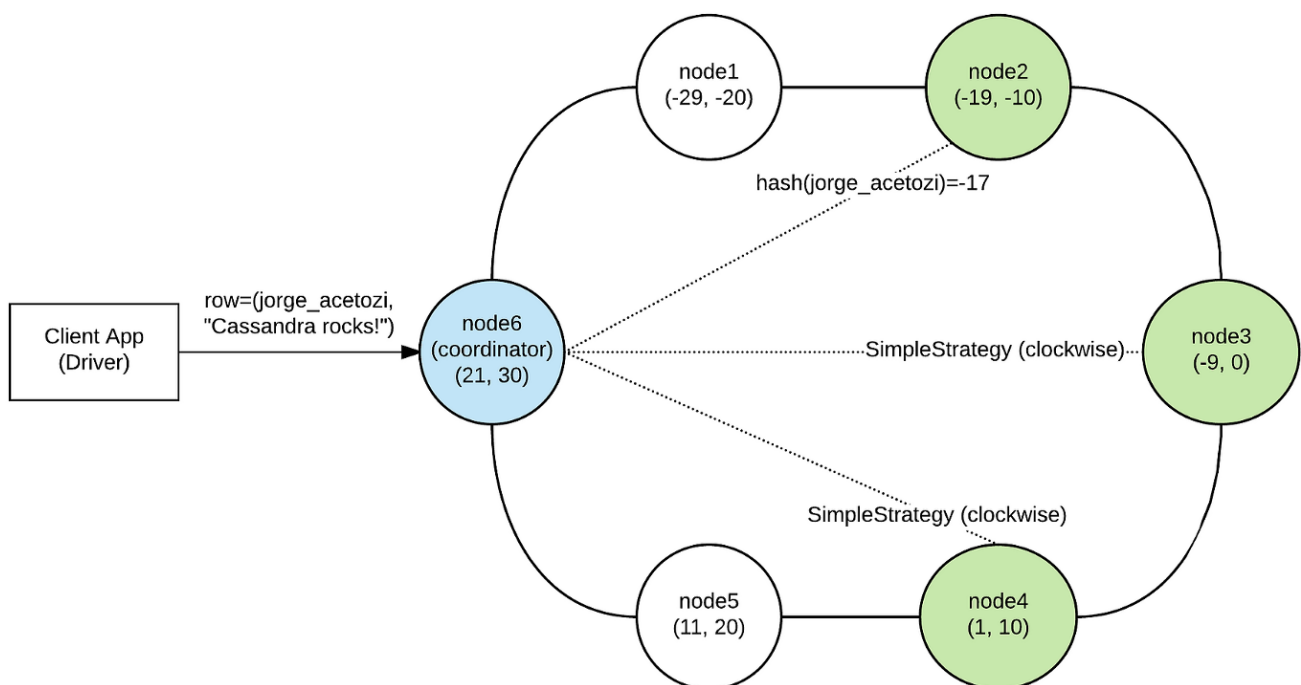 node1
(-29, -20)
node2
(-19, -10)
hash(jorge_acetozi)=-17
row=(jorge_acetozi,
"Cassandra rocks!")
Client App
(Driver)
node6
(coordinator)
(21, 30)
SimpleStrategy (clockwise)
node3
(-9, 0)
SimpleStrategy (clockwise)
node5
(11, 20)
node4
(1, 10)